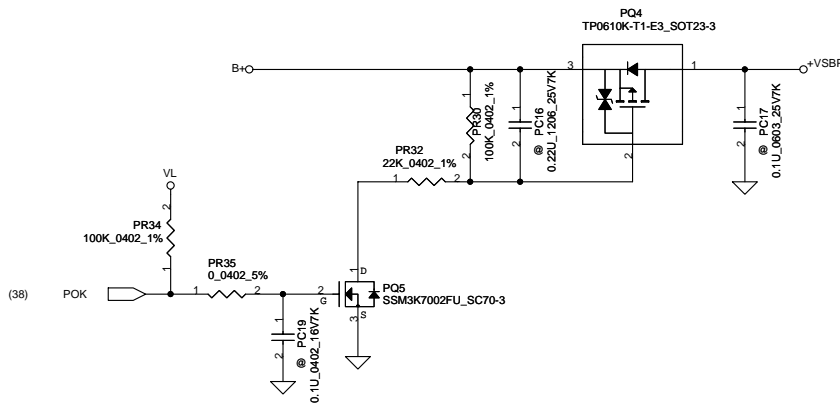 PQ4
TP0610K-T1-E3_SOT23-3
B+
3
1
+VSBP
1
PR30
100K_0402_1%
2
1
@ PC16
0.22U_1206_25V7K
2
2
1
@ PC17
0.1U_0603_25V7K
2
PR32
22K_0402_1%
1
2
VL
2
PR34
100K_0402_1%
1
PR35
0_0402_5%
(38)
POK
1
2
2
G
1
D
PQ5
SSM3K7002FU_SC70-3
3
S
1
@ PC19
0.1U_0402_16V7K
2